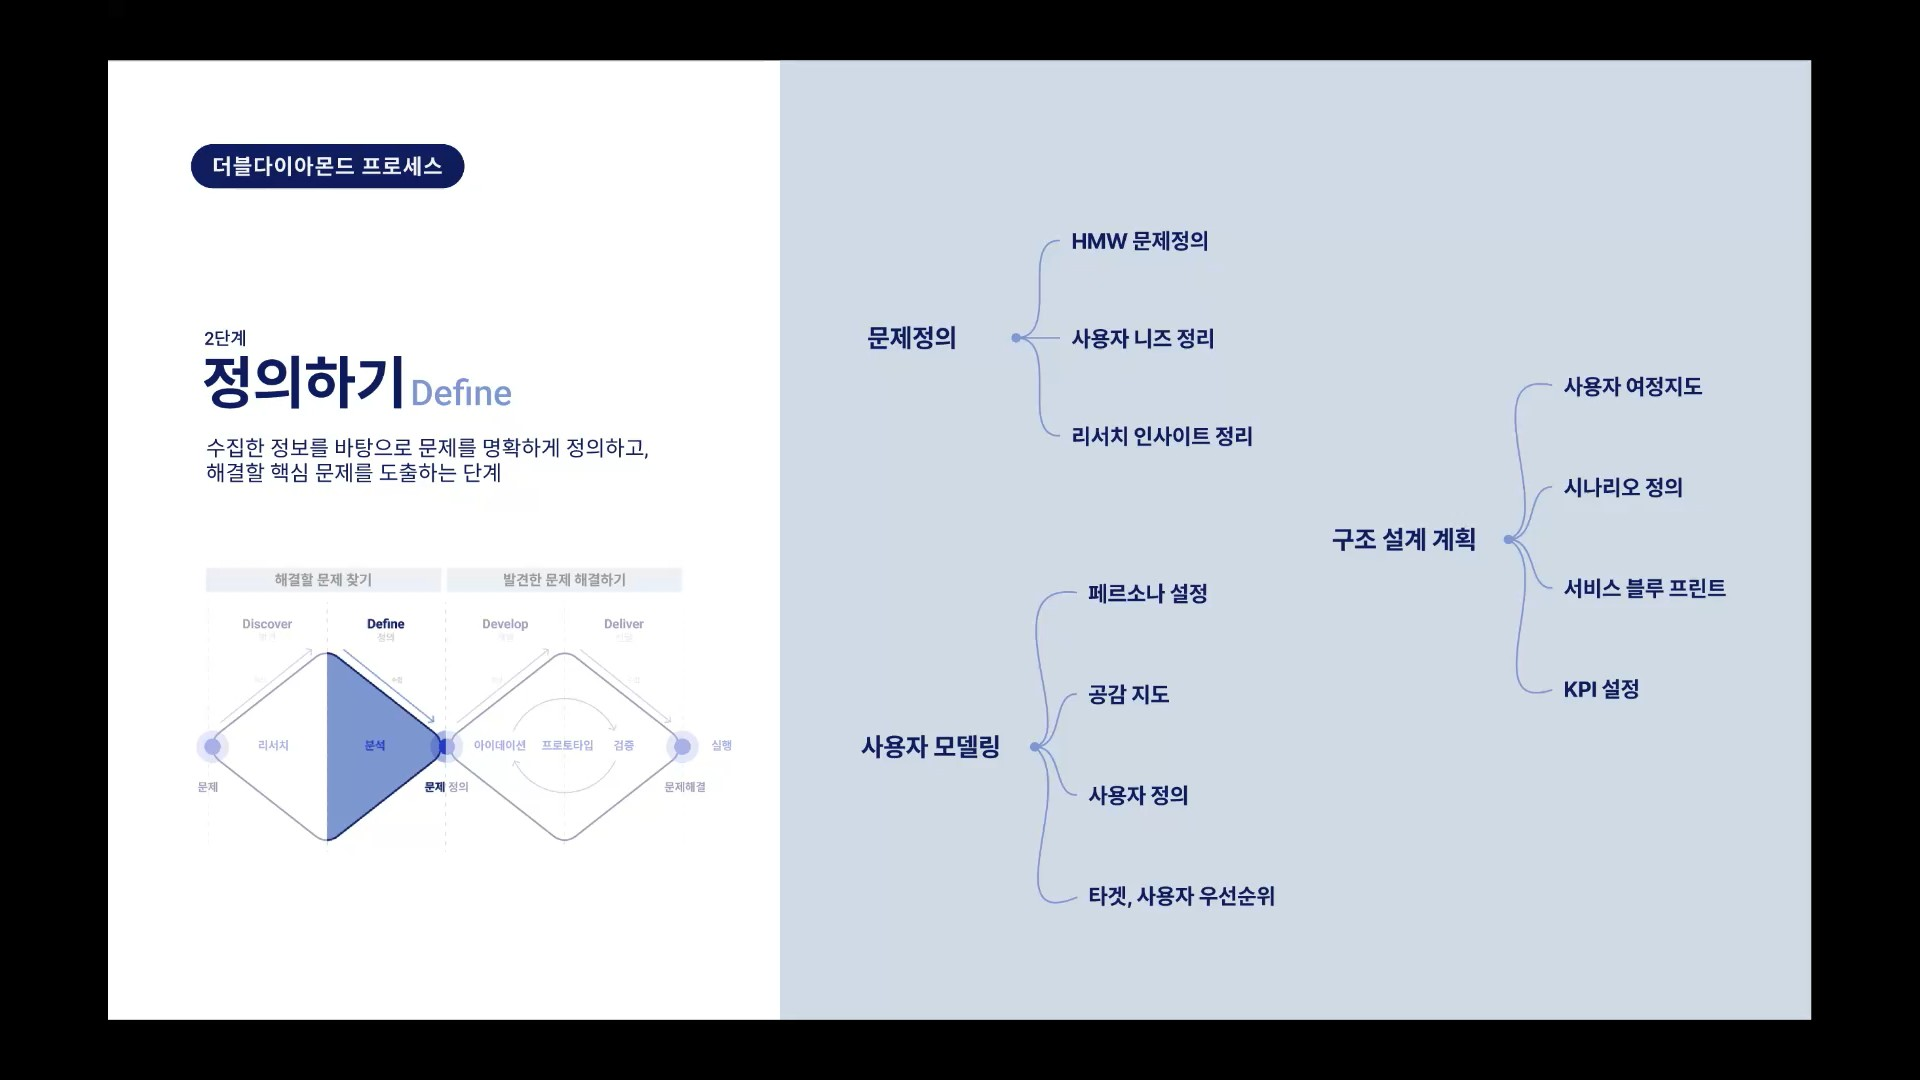 더블다이아몬드 프로세스
2단계
정의하기 Define
수집한 정보를 바탕으로 문제를 명확하게 정의하고,
해결할 핵심 문제를 도출하는 단계
해결할 문제 찾기
발견한 문제 해결하기
Discover
Define
정의
Develop
Deliver
리서치
분석
아이데이션
프로토타입
검증
실행
문제
문제 정의
문제해결
문제정의
HMW 문제정의
사용자 니즈 정리
리서치 인사이트 정리
사용자 모델링
페르소나 설정
공감 지도
사용자 정의
타겟, 사용자 우선순위
구조 설계 계획
사용자 여정지도
시나리오 정의
서비스 블루 프린트
KPI 설정